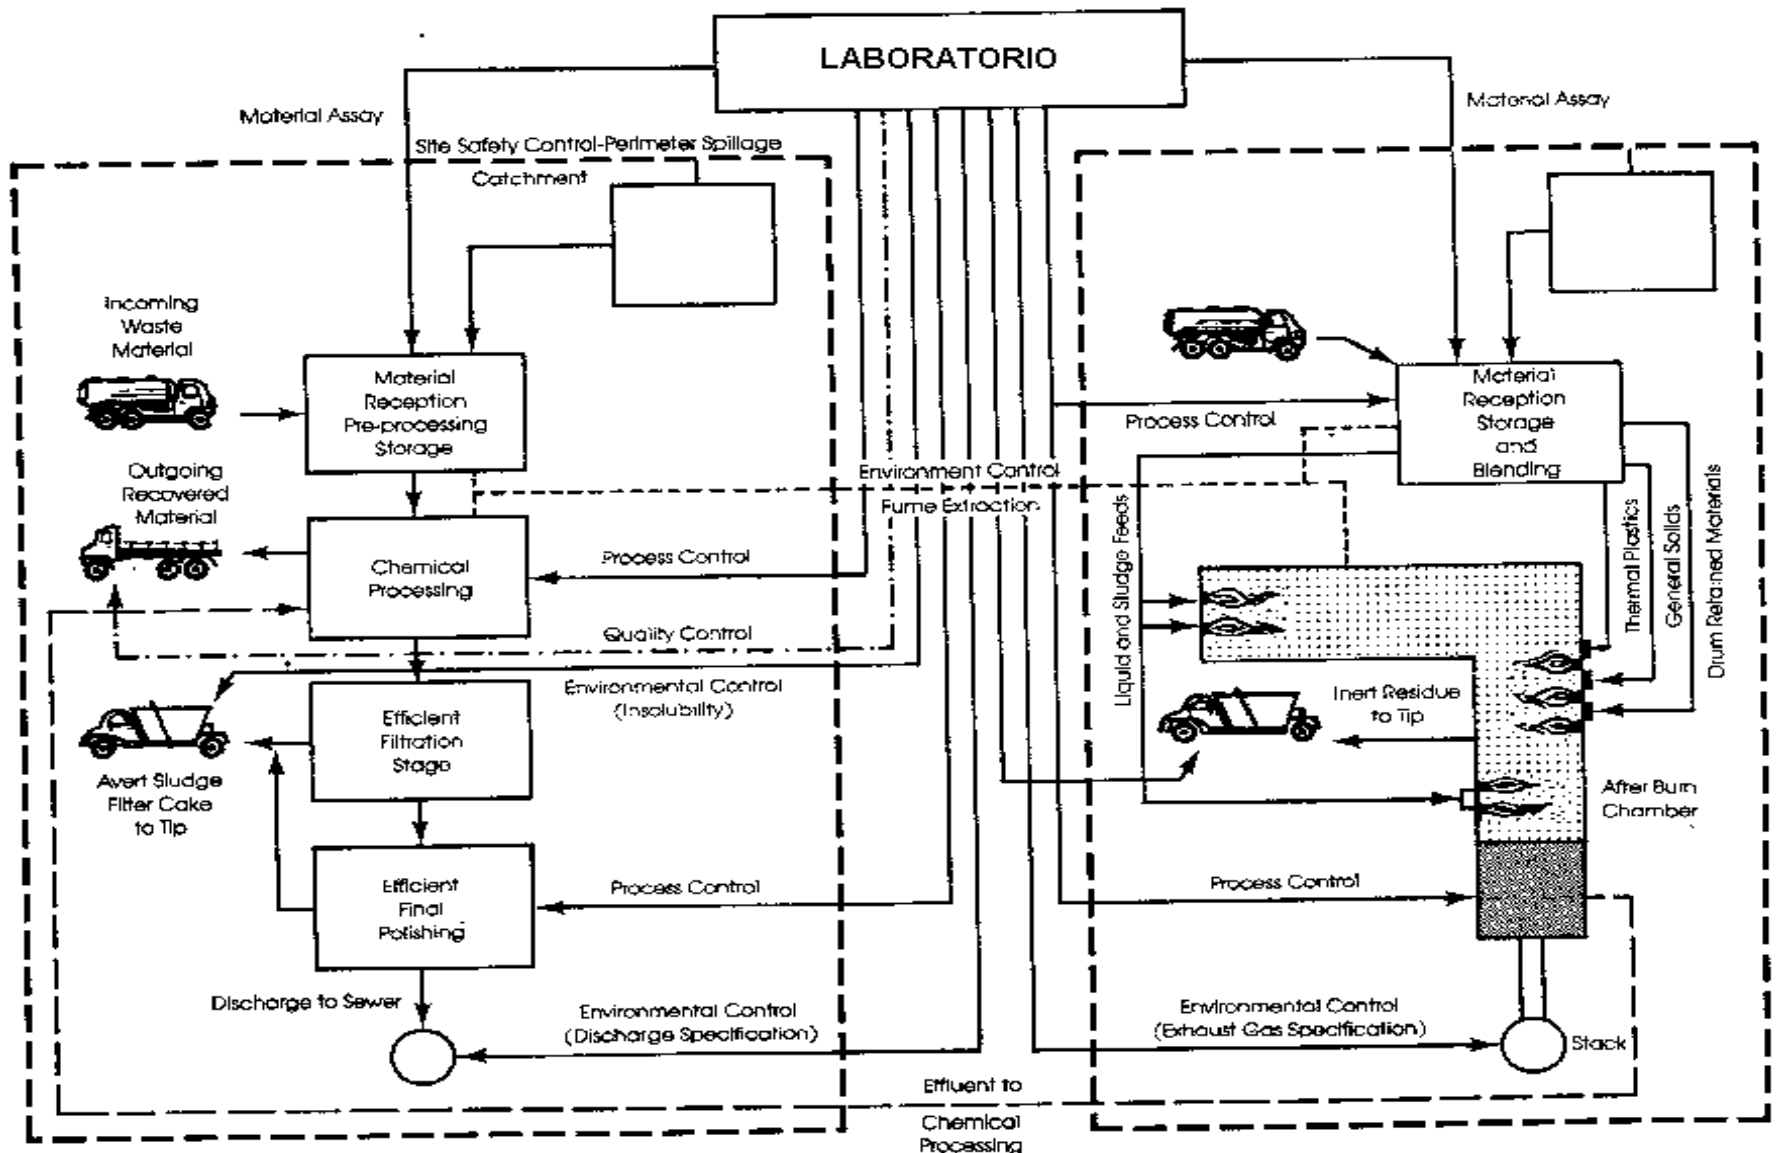 LABORATORIO
Material Assay
Material Assay
Site Safety Control-Perimeter Spillage
Catchment
Incoming
Waste
Material
Material
Reception
Pre-processing
Storage
Outgoing
Recovered
Material
Chemical
Processing
Process Control
Quality Control
Environmental Control
(Insolubility)
Efficient
Filtration
Stage
Avert Sludge
Filter Cake
to Tip
Efficient
Final
Polishing
Process Control
Discharge to Sewer
Environmental Control
(Discharge Specification)
Environment Control
Fume Extraction
Process Control
Material
Reception
Storage
and
Blending
Liquid and Sludge Feeds
Thermal Plastics
General Solids
Drum Retained Materials
Inert Residue
to Tip
After Burn
Chamber
Process Control
Environmental Control
(Exhaust Gas Specification)
Stack
Effluent to
Chemical
Processing